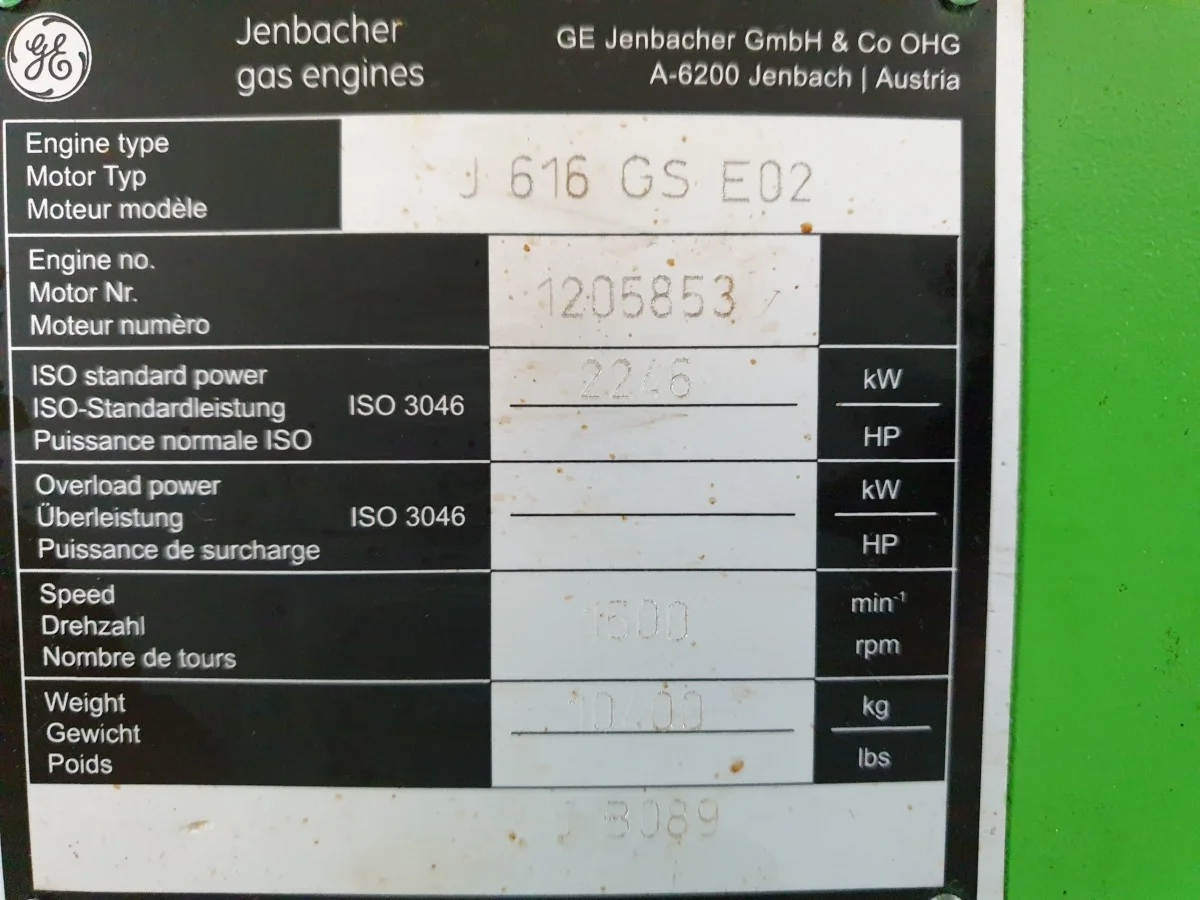 GE
Jenbacher
gas engines
GE Jenbacher GmbH & Co OHG
A-6200 Jenbach | Austria
Engine type
Motor Typ
Moteur modèle
J 616 GS E02
Engine no.
Motor Nr.
Moteur numèro
1205853
ISO standard power
ISO-Standardleistung
Puissance normale ISO
ISO 3046
2246
kW
HP
Overload power
Überleistung
Puissance de surcharge
ISO 3046
kW
HP
Speed
Drehzahl
Nombre de tours
1500
min⁻¹
rpm
Weight
Gewicht
Poids
kg
lbs
J B089